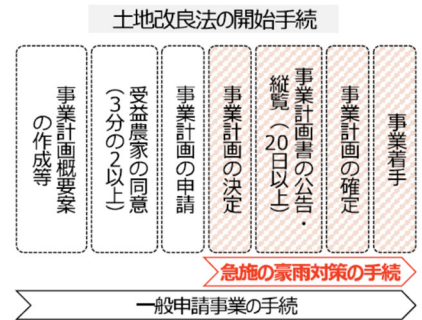 土地改良法の開始手続
事業計画概要案
の作成等
受益農家の同意
（３分の２以上）
事業計画の申請
事業計画の決定
事業計画書の公告・
縦覧（20日以上）
事業計画の確定
事業着手
急施の豪雨対策の手続
一般申請事業の手続